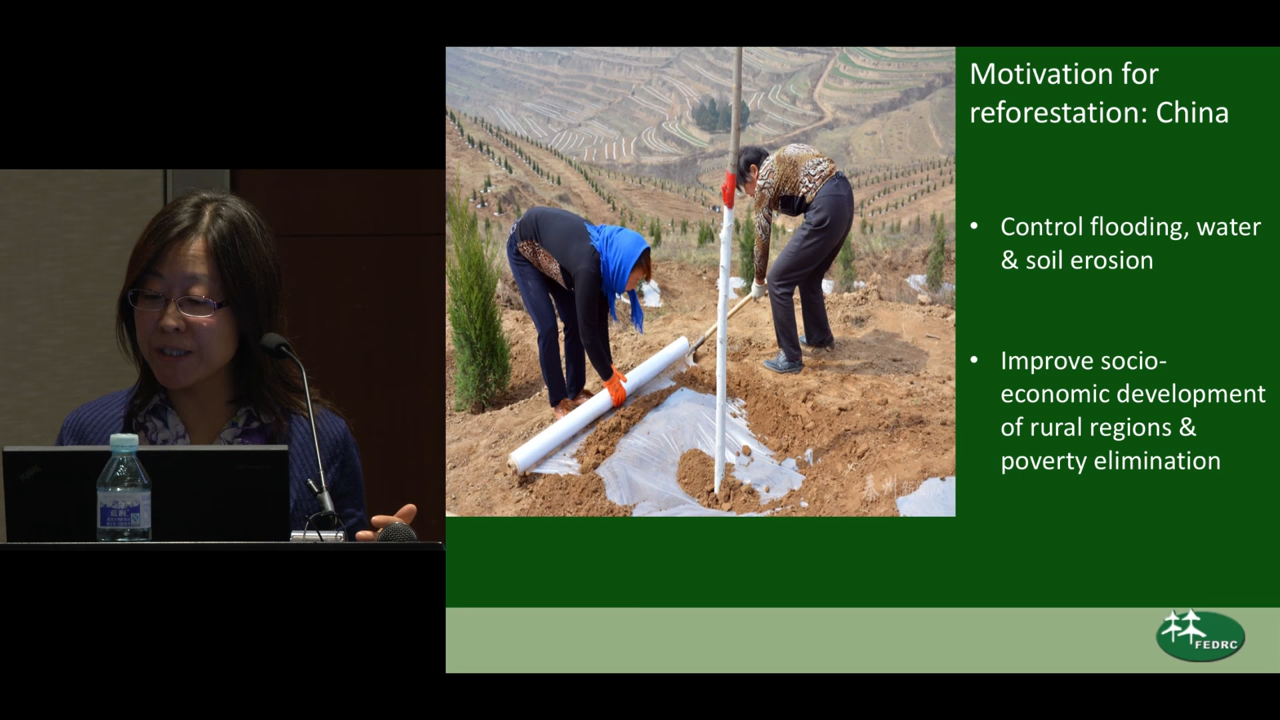 Motivation for
reforestation: China
• Control flooding, water
& soil erosion
• Improve socio-
economic development
of rural regions &
poverty elimination
FEDRC